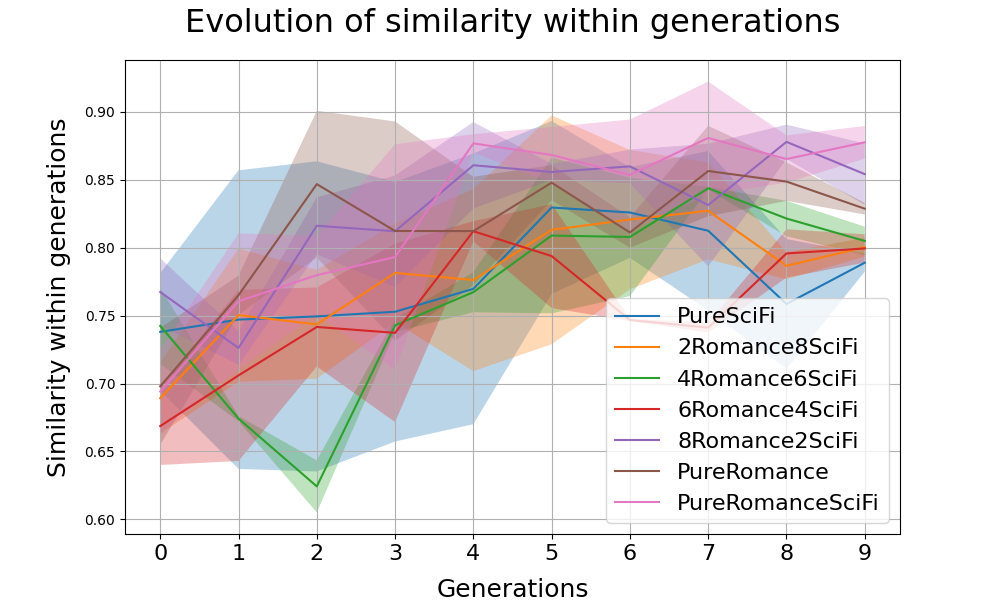 Evolution of similarity within generations
Similarity within generations
0.90
0.85
0.80
0.75
0.70
0.65
0.60
PureSciFi
2Romance8SciFi
4Romance6SciFi
6Romance4SciFi
8Romance2SciFi
PureRomance
PureRomanceSciFi
0 1 2 3 4 5 6 7 8 9
Generations